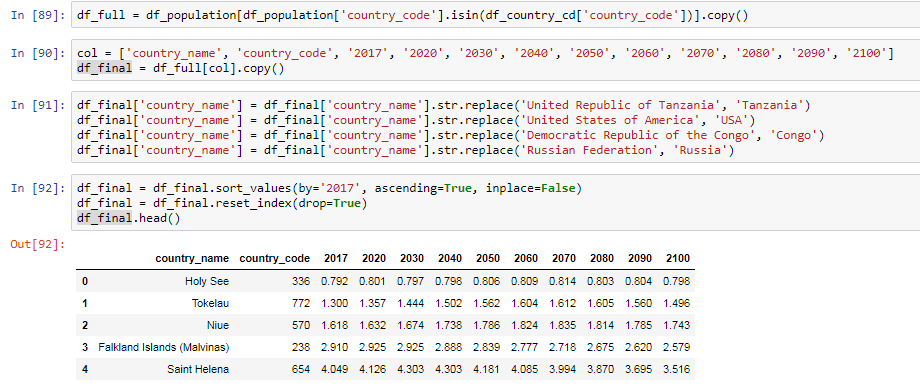 In [89]: df_full = df_population[df_population['country_code'].isin(df_country_cd['country_code'])].copy()
In [90]: col = ['country_name', 'country_code', '2017', '2020', '2030', '2040', '2050', '2060', '2070', '2080', '2090', '2100']
df_final = df_full[col].copy()
In [91]: df_final['country_name'] = df_final['country_name'].str.replace('United Republic of Tanzania', 'Tanzania')
df_final['country_name'] = df_final['country_name'].str.replace('United States of America', 'USA')
df_final['country_name'] = df_final['country_name'].str.replace('Democratic Republic of the Congo', 'Congo')
df_final['country_name'] = df_final['country_name'].str.replace('Russian Federation', 'Russia')
In [92]: df_final = df_final.sort_values(by='2017', ascending=True, inplace=False)
df_final = df_final.reset_index(drop=True)
df_final.head()
Out[92]:
country_name country_code 2017 2020 2030 2040 2050 2060 2070 2080 2090 2100
0 Holy See 336 0.792 0.801 0.797 0.798 0.806 0.809 0.814 0.803 0.804 0.798
1 Tokelau 772 1.300 1.357 1.444 1.502 1.562 1.604 1.612 1.605 1.560 1.496
2 Niue 570 1.618 1.632 1.674 1.738 1.786 1.824 1.835 1.814 1.785 1.743
3 Falkland Islands (Malvinas) 238 2.910 2.925 2.925 2.888 2.839 2.777 2.718 2.675 2.620 2.579
4 Saint Helena 654 4.049 4.126 4.303 4.303 4.181 4.085 3.994 3.870 3.695 3.516